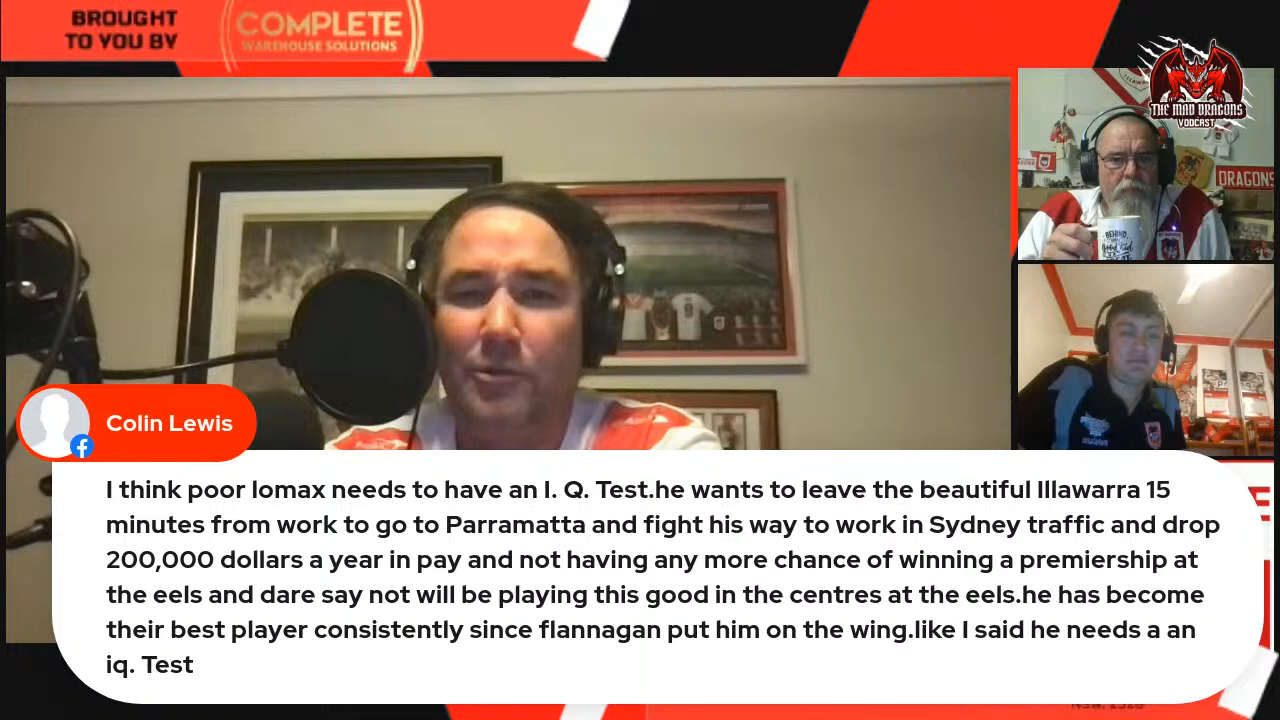 BROUGHT
TO YOU BY
COMPLETE
WAREHOUSE SOLUTIONS
THE MAD DRAGONS
VODCAST
DRAGONS
BEHIND
good kid
Colin Lewis
I think poor lomax needs to have an I. Q. Test.he wants to leave the beautiful Illawarra 15
minutes from work to go to Parramatta and fight his way to work in Sydney traffic and drop
200,000 dollars a year in pay and not having any more chance of winning a premiership at
the eels and dare say not will be playing this good in the centres at the eels.he has become
their best player consistently since flannagan put him on the wing.like I said he needs a an
iq. Test